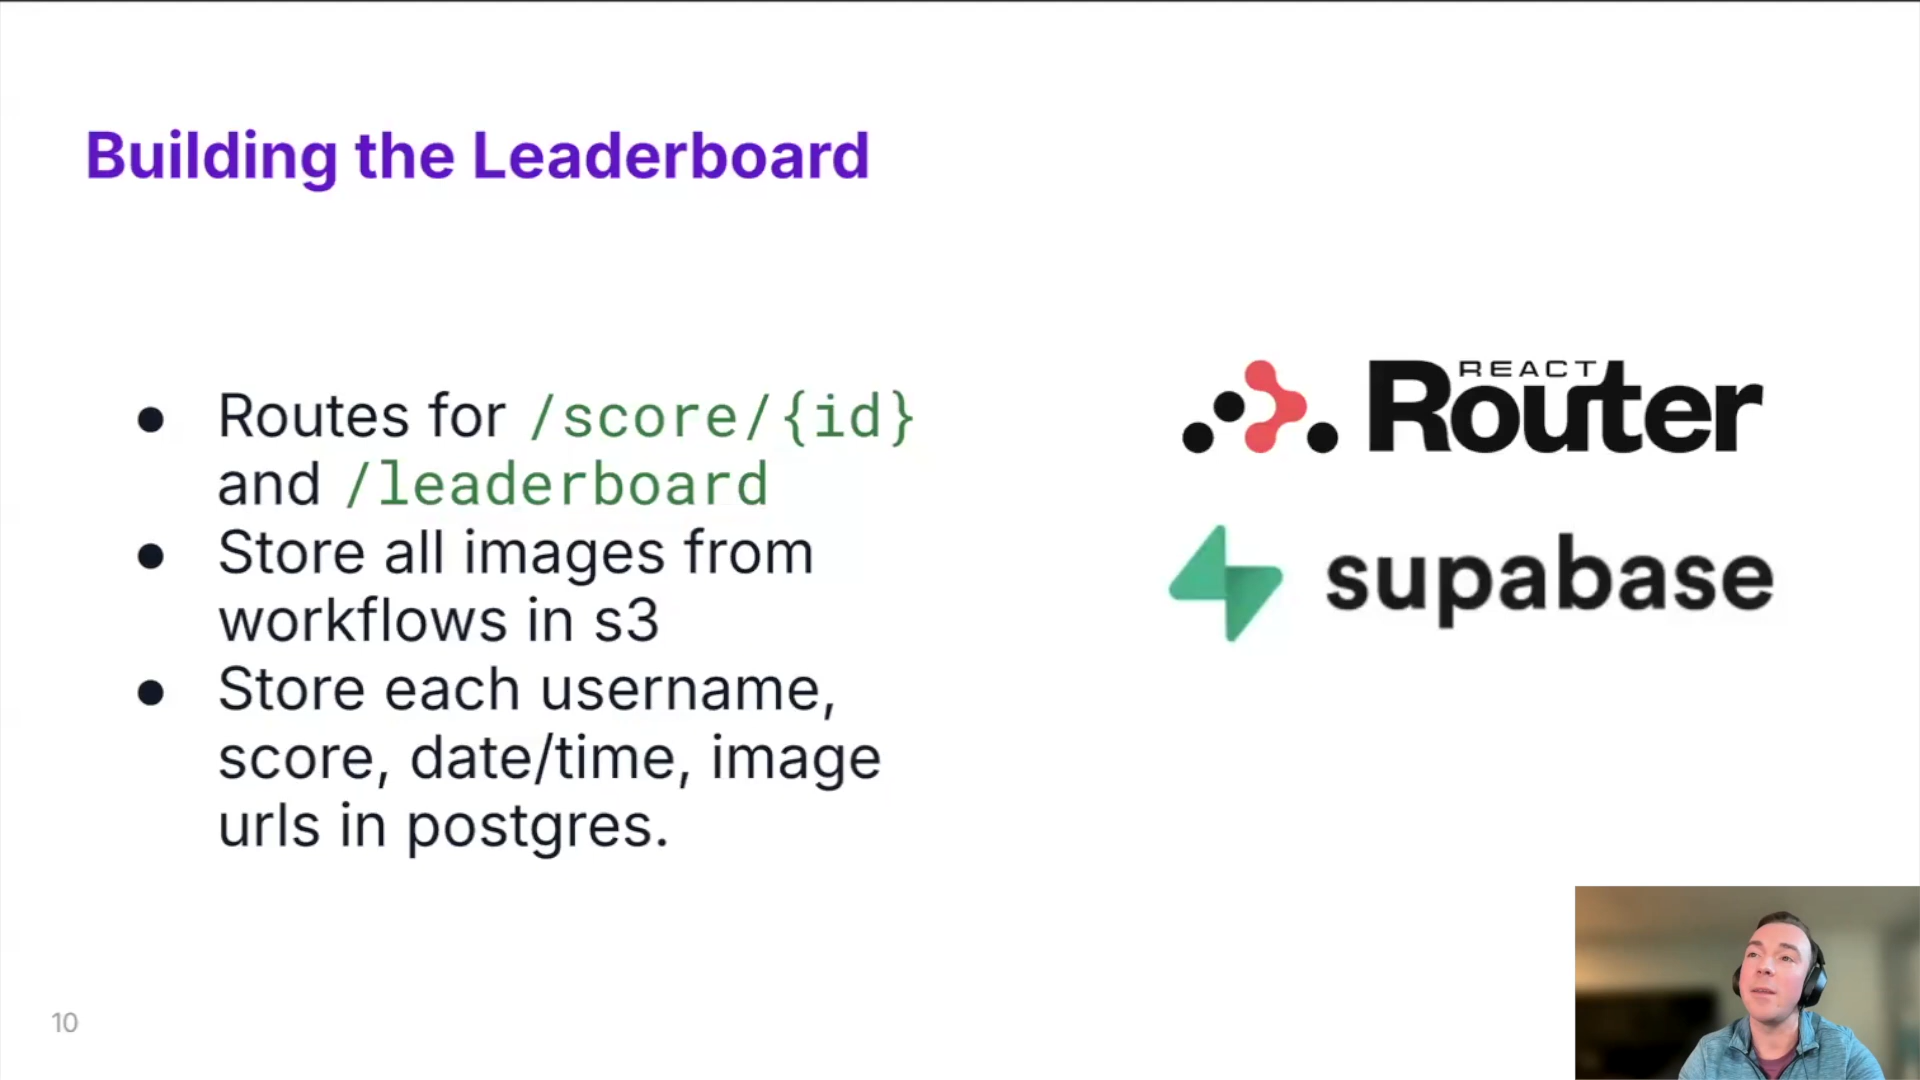 Building the Leaderboard
● Routes for /score/{id}
and /leaderboard
● Store all images from
workflows in s3
● Store each username,
score, date/time, image
urls in postgres.
REACT
Router
supabase
10